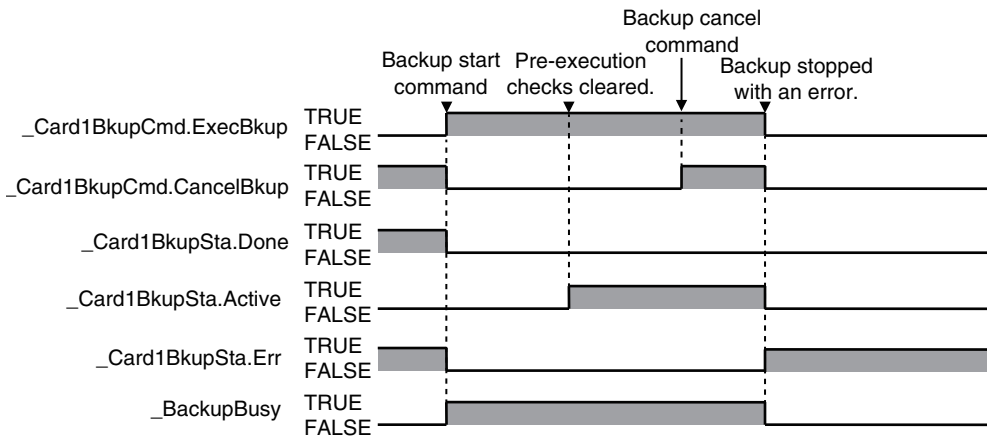 Backup cancel
command
Backup start
command
Pre-execution
checks cleared.
Backup stopped
with an error.
_Card1BkupCmd.ExecBkup
TRUE
FALSE
_Card1BkupCmd.CancelBkup
TRUE
FALSE
_Card1BkupSta.Done
TRUE
FALSE
_Card1BkupSta.Active
TRUE
FALSE
_Card1BkupSta.Err
TRUE
FALSE
_BackupBusy
TRUE
FALSE